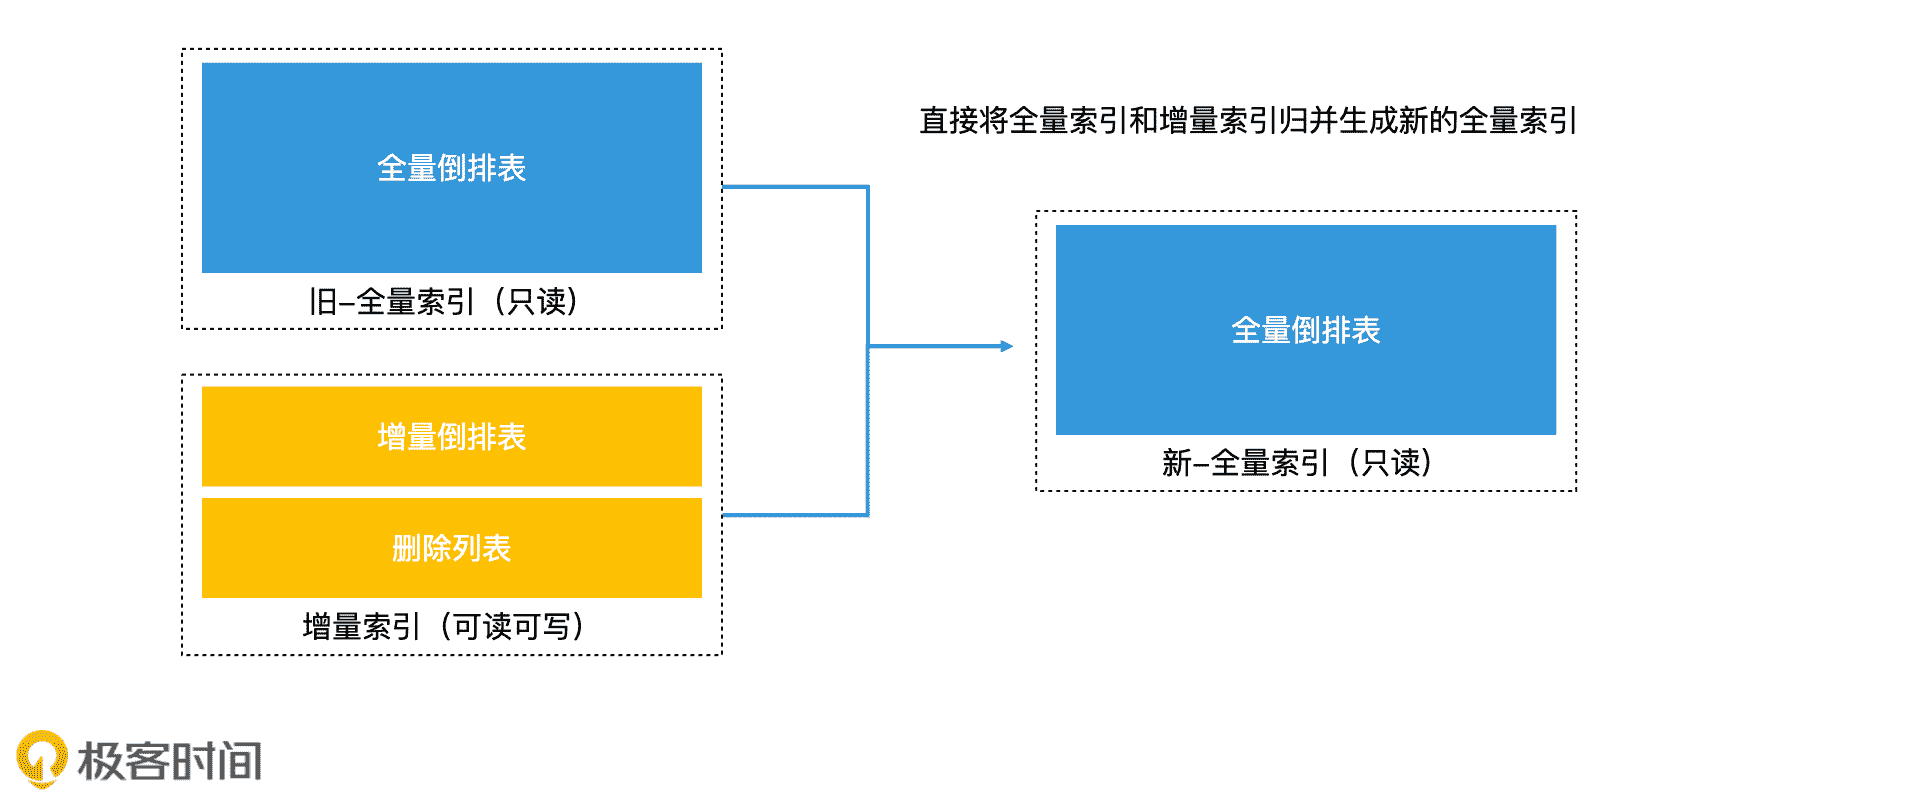 全量倒排表
旧-全量索引（只读）
增量倒排表
删除列表
增量索引（可读可写）
直接将全量索引和增量索引归并生成新的全量索引
全量倒排表
新-全量索引（只读）
极客时间